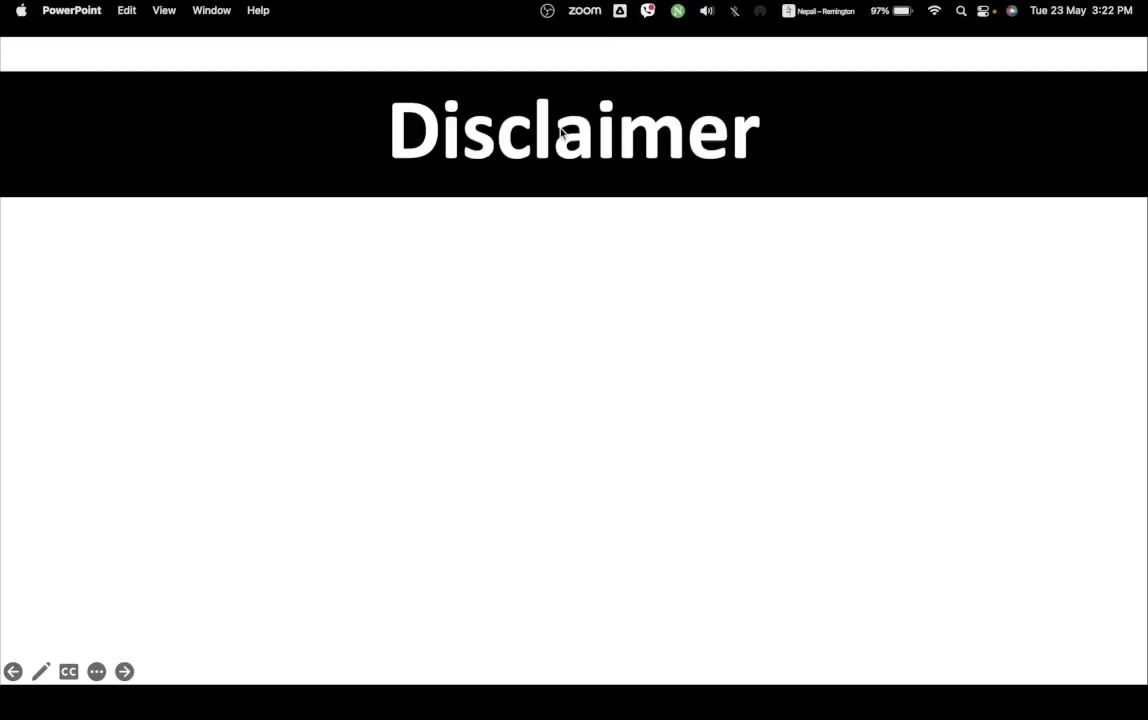 PowerPoint Edit View Window Help zoom N Nepali – Remington 97% Tue 23 May 3:22 PM
Disclaimer
CC